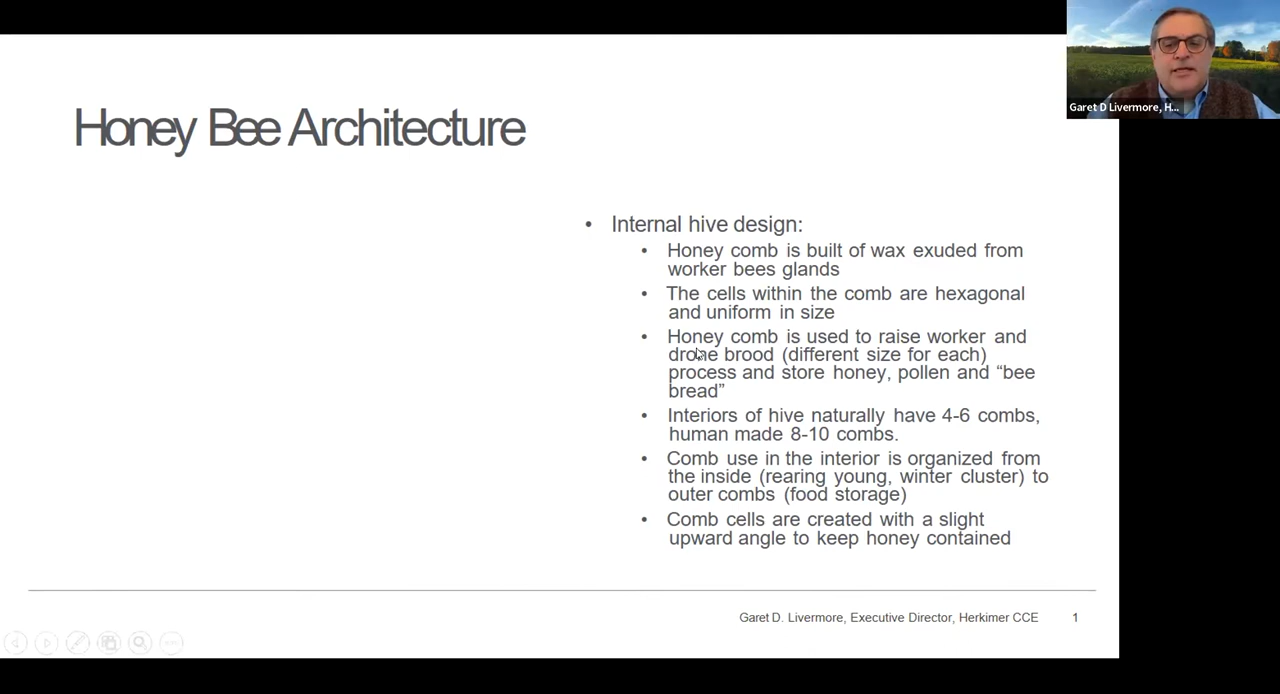 Garet D Livermore, H...
Honey Bee Architecture
• Internal hive design:
• Honey comb is built of wax exuded from
worker bees glands
• The cells within the comb are hexagonal
and uniform in size
• Honey comb is used to raise worker and
drone brood (different size for each)
process and store honey, pollen and “bee
bread”
• Interiors of hive naturally have 4-6 combs,
human made 8-10 combs.
• Comb use in the interior is organized from
the inside (rearing young, winter cluster) to
outer combs (food storage)
• Comb cells are created with a slight
upward angle to keep honey contained
Garet D. Livermore, Executive Director, Herkimer CCE 1